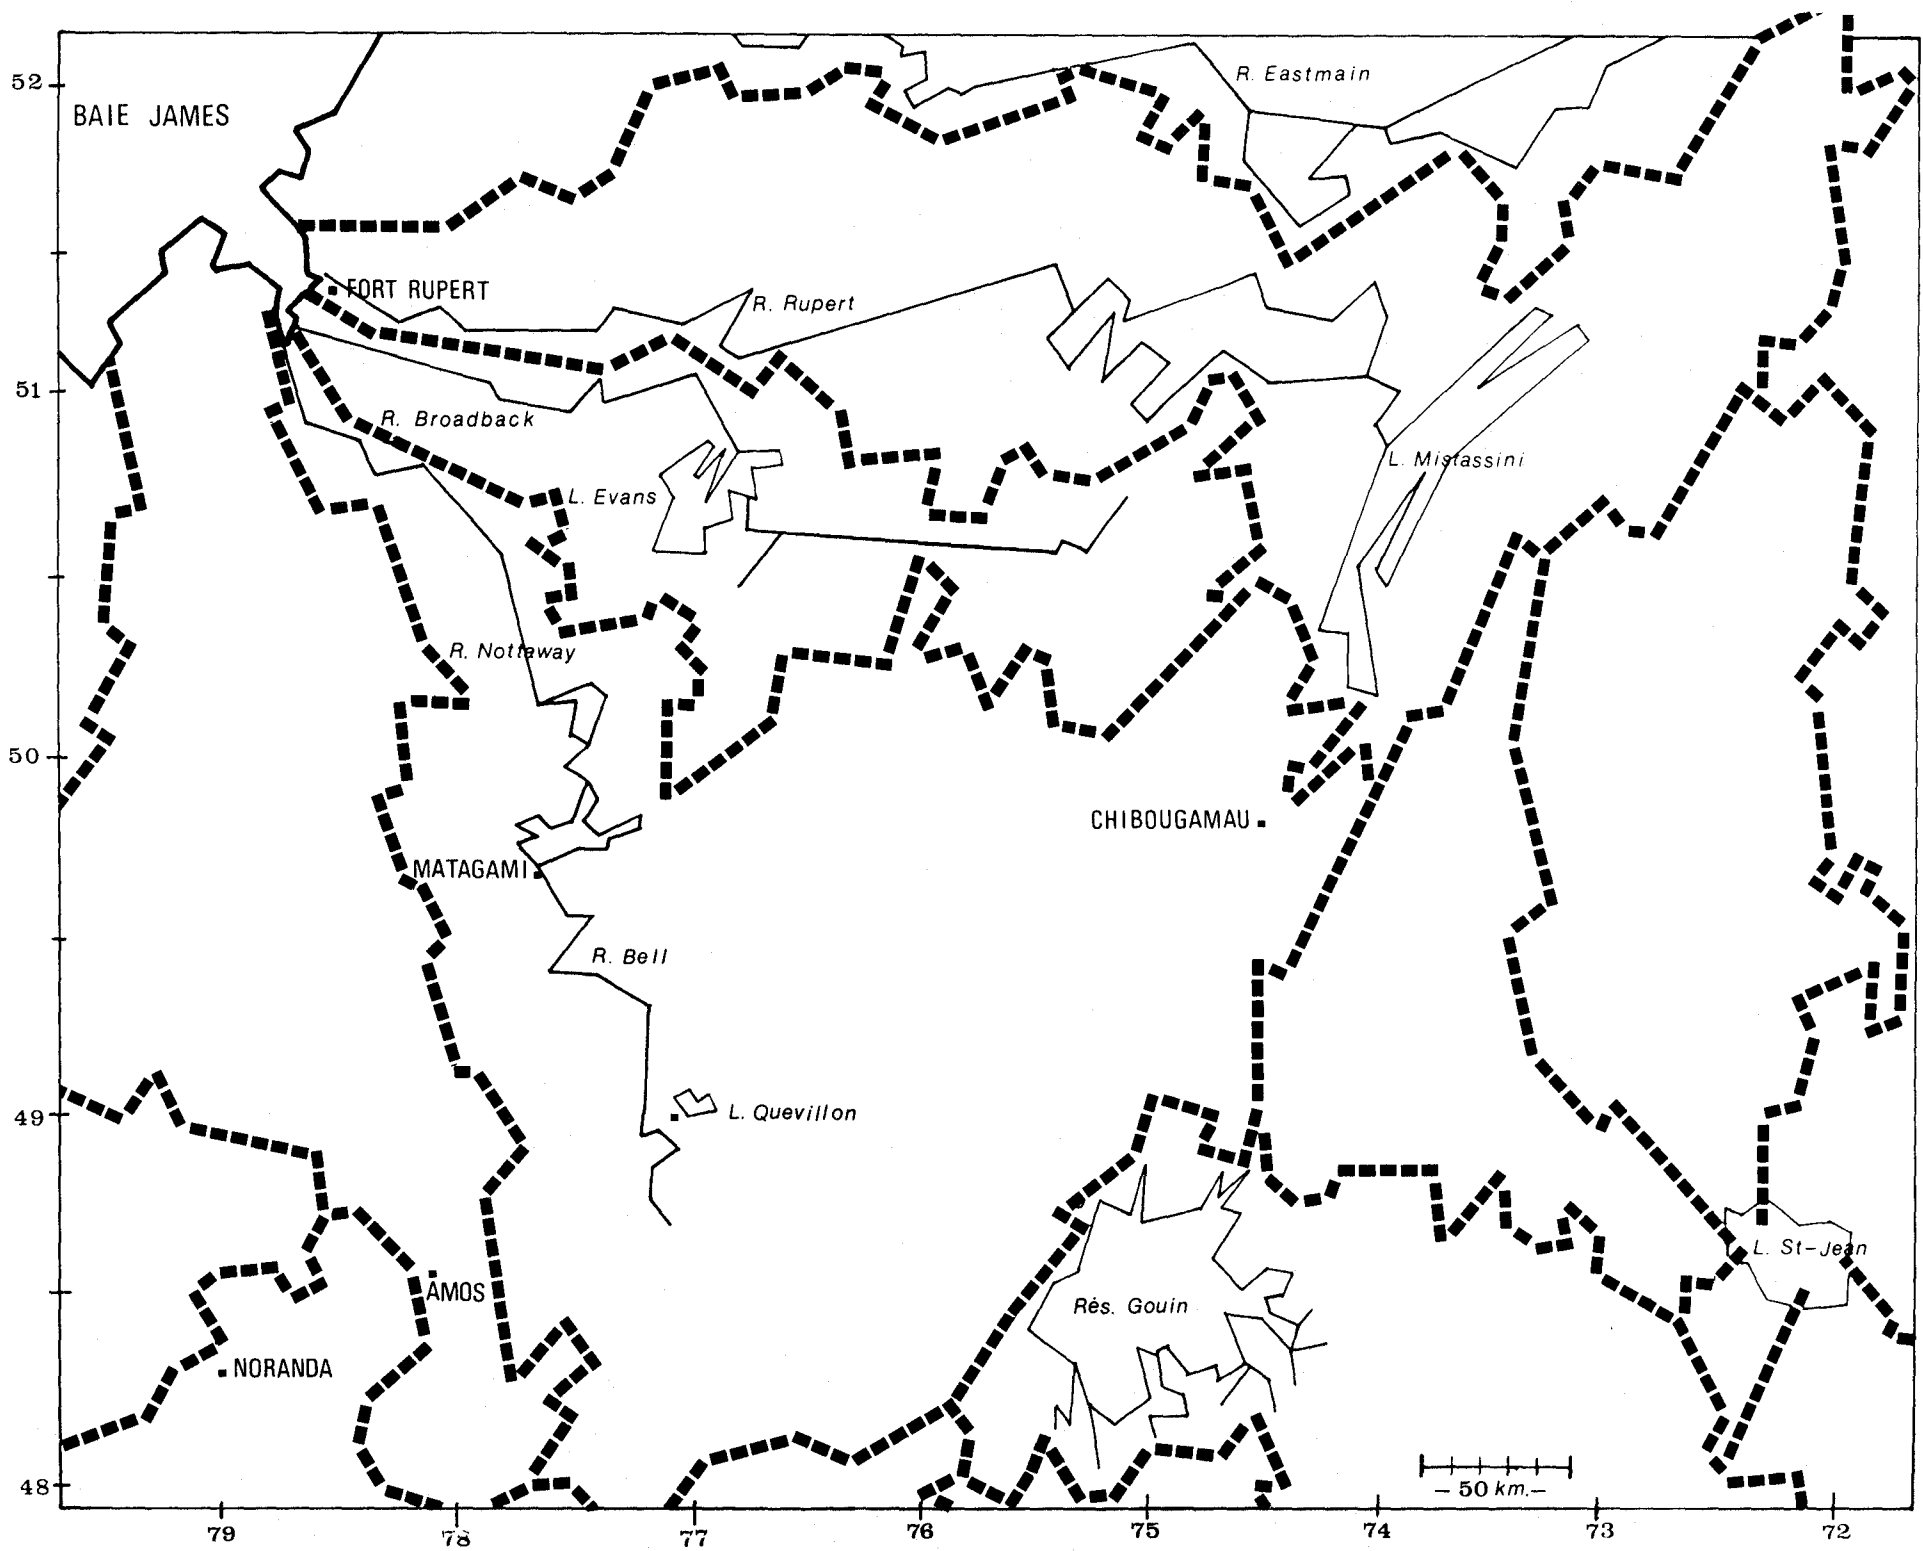 52
BAIE JAMES
R. Eastmain
FORT RUPERT
R. Rupert
51
R. Broadback
L. Mistassini
L. Evans
R. Nottaway
50
CHIBOUGAMAU
MATAGAMI
R. Bell
49
L. Quevillon
L. St-Jean
AMOS
Rés. Gouin
NORANDA
48
– 50 km. –
79
78
77
76
75
74
73
72